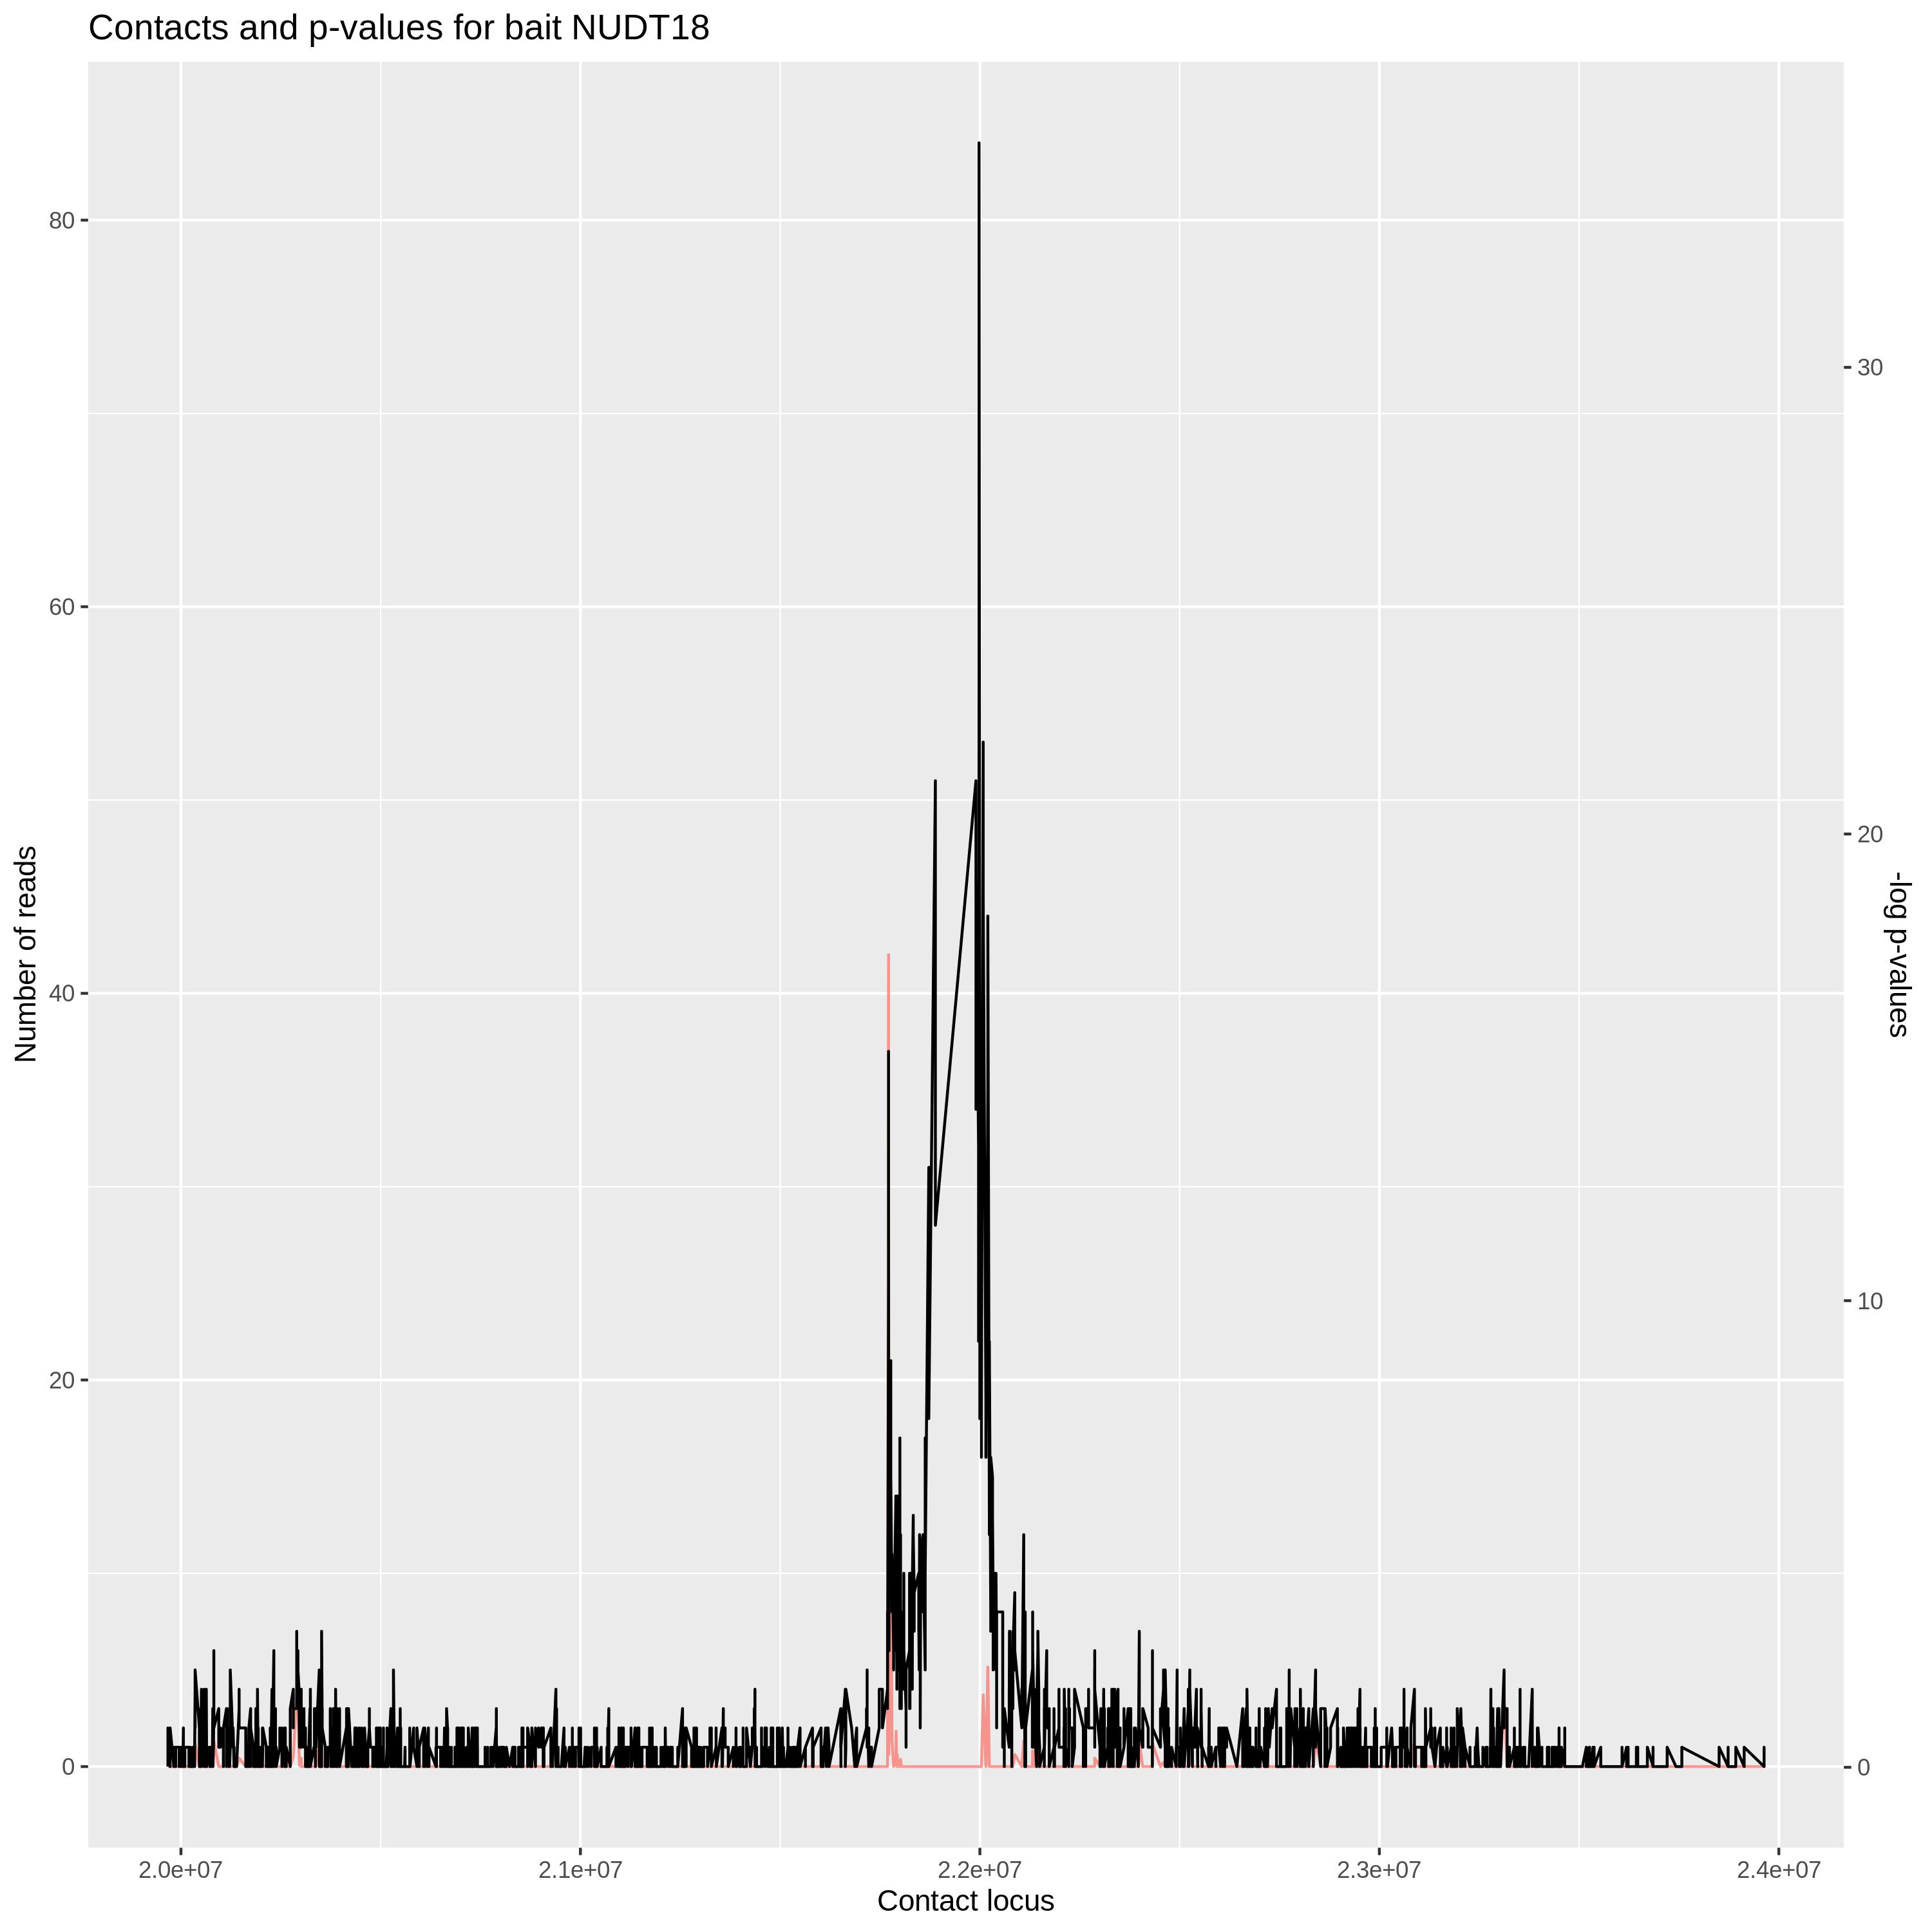 Contacts and p-values for bait NUDT18
80
60
40
20
0
Number of reads
30
20
10
0
-log p-values
2.0e+07
2.1e+07
2.2e+07
2.3e+07
2.4e+07
Contact locus